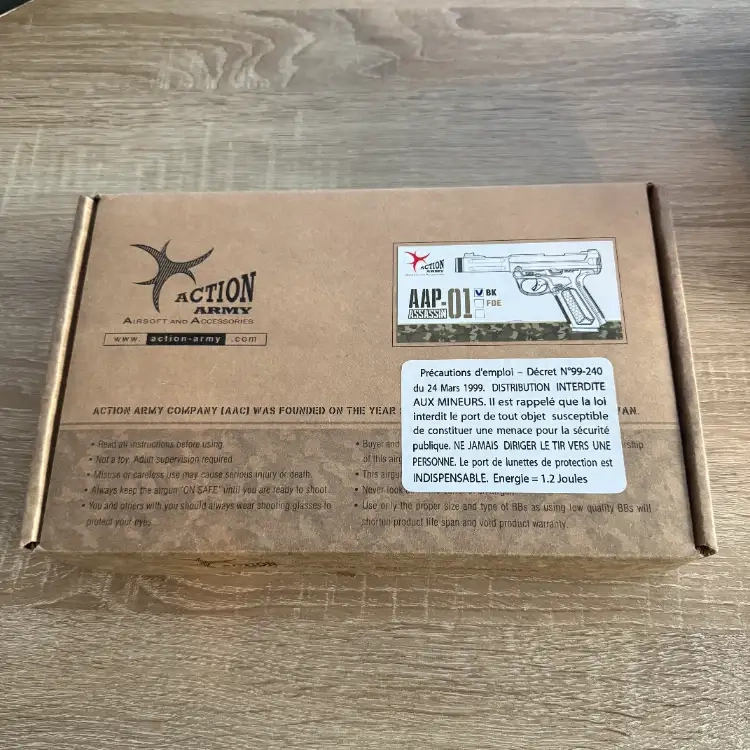 ACTION
ARMY
AIRSOFT AND ACCESSORIES
www. action-army .com
ACTION
ARMY
AAP-01
ASSASSIN
BK
FDE
Précautions d'emploi – Décret N°99-240
du 24 Mars 1999. DISTRIBUTION INTERDITE
AUX MINEURS. Il est rappelé que la loi
interdit le port de tout objet susceptible
de constituer une menace pour la sécurité
publique. NE JAMAIS DIRIGER LE TIR VERS UNE
PERSONNE. Le port de lunettes de protection est
INDISPENSABLE. Energie = 1.2 Joules
ACTION ARMY COMPANY (AAC) WAS FOUNDED ON THE YEAR
• Read all instructions before using.
• Not a toy. Adult supervision required.
• Misuse or careless use may cause serious injury or death.
• Always keep the airgun "ON SAFE" until you are ready to shoot.
• You and others with you should always wear shooting glasses to
protect your eyes.
• Buyer and
of this
• This
• Never look
• Use only the proper size and type of BBs as using low quality BBs will
shorten product life span and void product warranty.